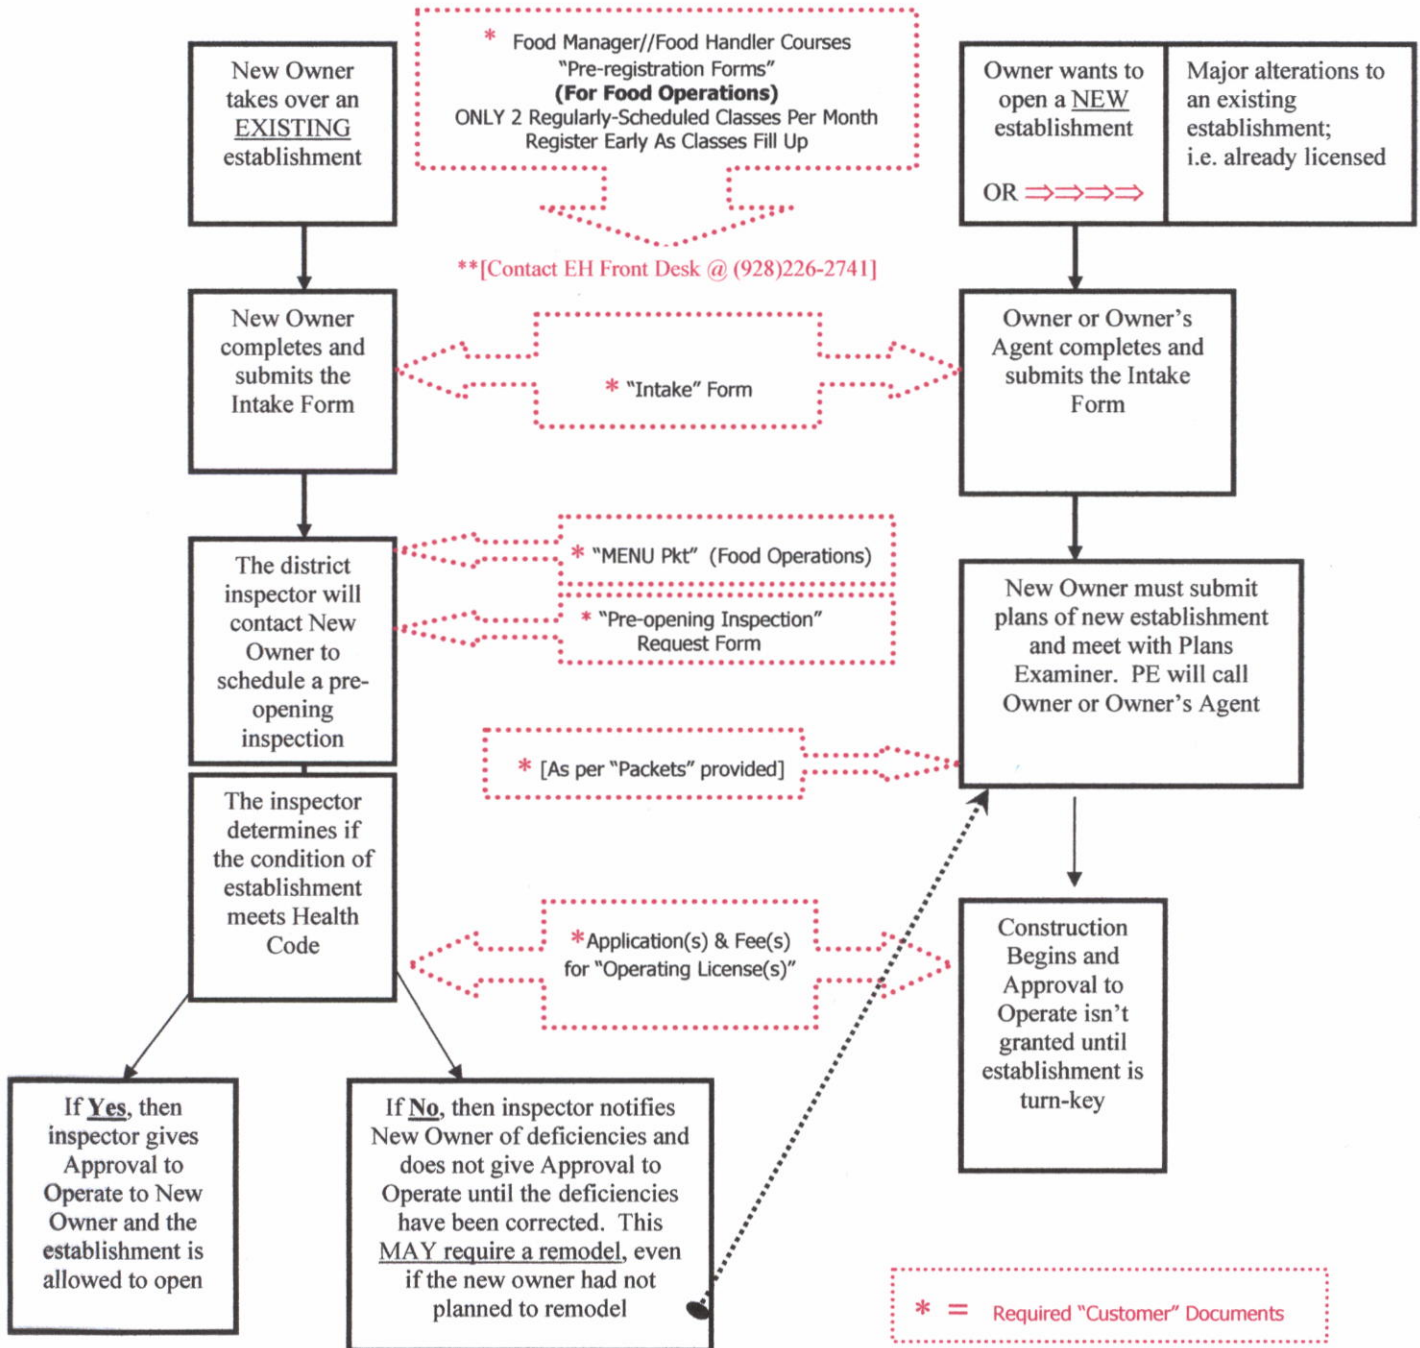 New Owner
takes over an
EXISTING
establishment
* Food Manager//Food Handler Courses
“Pre-registration Forms”
(For Food Operations)
ONLY 2 Regularly-Scheduled Classes Per Month
Register Early As Classes Fill Up
**[Contact EH Front Desk @ (928)226-2741]
Owner wants to
open a NEW
establishment
OR ⇒⇒⇒⇒
Major alterations to
an existing
establishment;
i.e. already licensed
New Owner
completes and
submits the
Intake Form
* “Intake” Form
Owner or Owner’s
Agent completes and
submits the Intake
Form
The district
inspector will
contact New
Owner to
schedule a pre-
opening
inspection
* “MENU Pkt” (Food Operations)
* “Pre-opening Inspection”
Request Form
New Owner must submit
plans of new establishment
and meet with Plans
Examiner. PE will call
Owner or Owner’s Agent
* [As per “Packets” provided]
The inspector
determines if
the condition of
establishment
meets Health
Code
*Application(s) & Fee(s)
for “Operating License(s)”
Construction
Begins and
Approval to
Operate isn’t
granted until
establishment is
turn-key
If Yes, then
inspector gives
Approval to
Operate to New
Owner and the
establishment is
allowed to open
If No, then inspector notifies
New Owner of deficiencies and
does not give Approval to
Operate until the deficiencies
have been corrected. This
MAY require a remodel, even
if the new owner had not
planned to remodel
* = Required “Customer” Documents